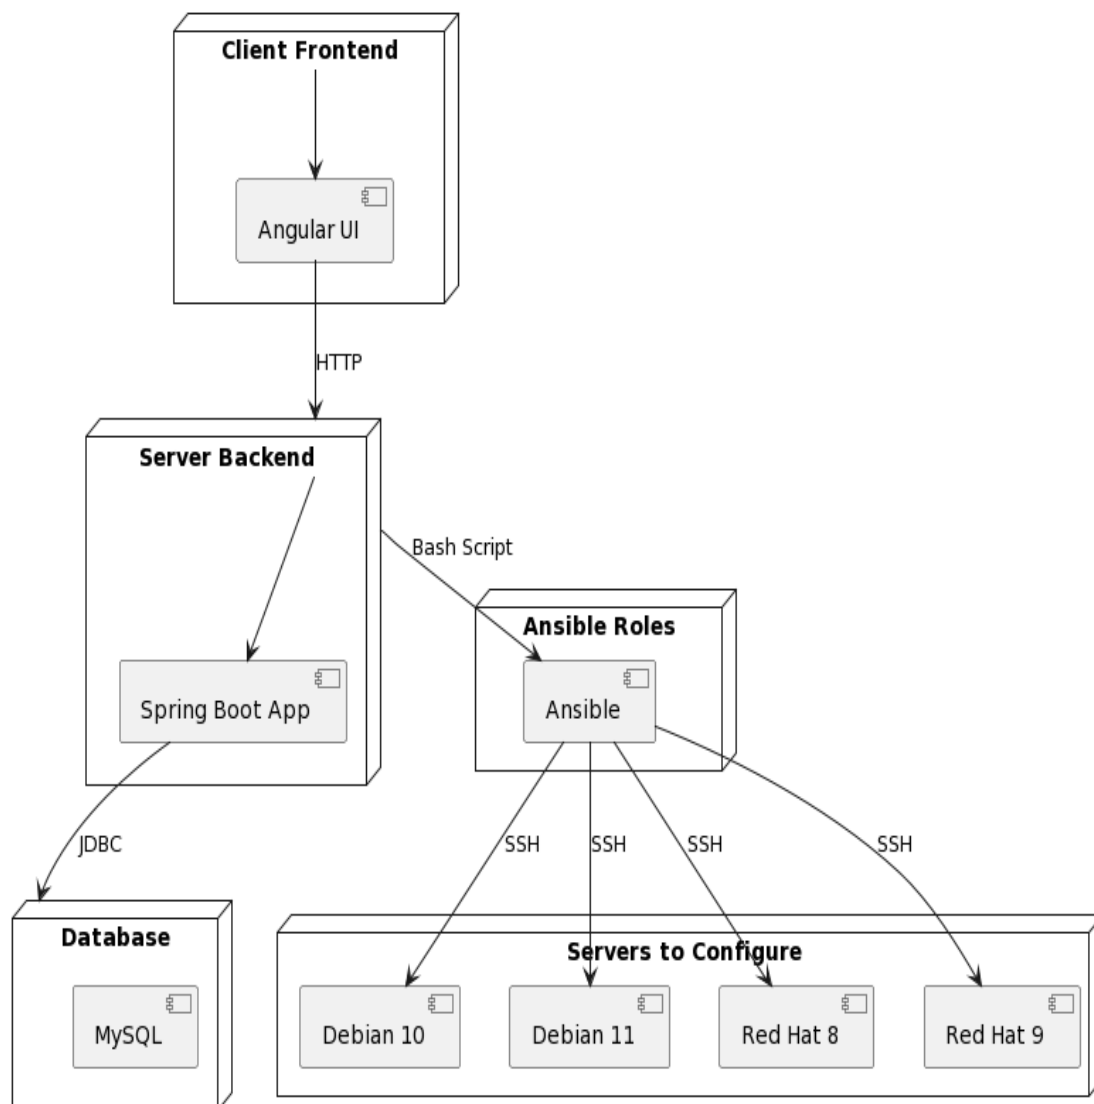 Client Frontend
Angular UI
HTTP
Server Backend
Bash Script
Ansible Roles
Spring Boot App
Ansible
JDBC
SSH
SSH
SSH
SSH
Database
Servers to Configure
MySQL
Debian 10
Debian 11
Red Hat 8
Red Hat 9